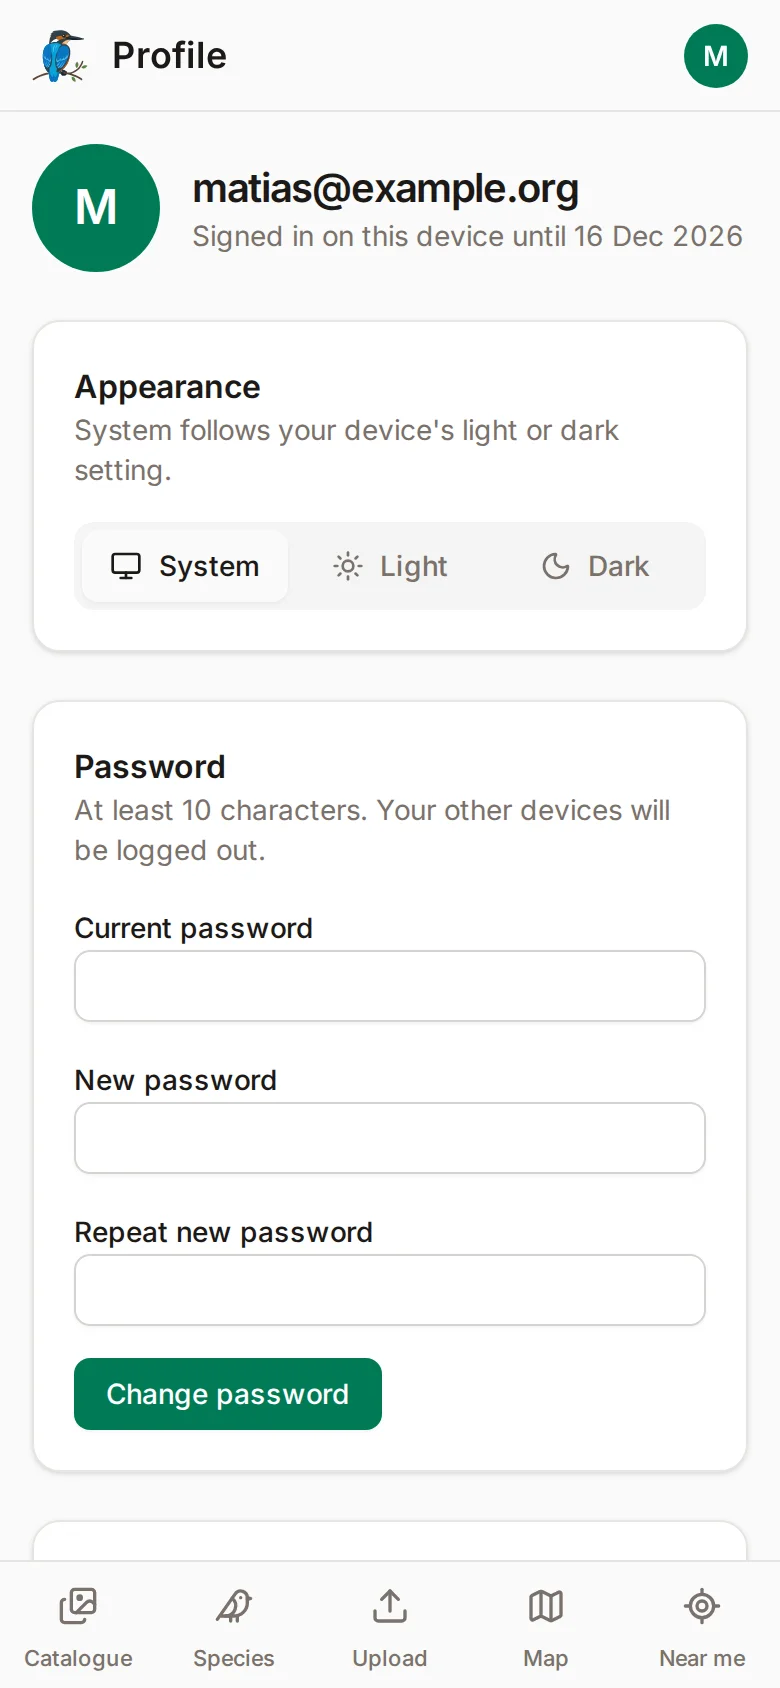 Profile
M
M
matias@example.org
Signed in on this device until 16 Dec 2026
Appearance
System follows your device's light or dark
setting.
System
Light
Dark
Password
At least 10 characters. Your other devices will
be logged out.
Current password
New password
Repeat new password
Change password
Catalogue
Species
Upload
Map
Near me